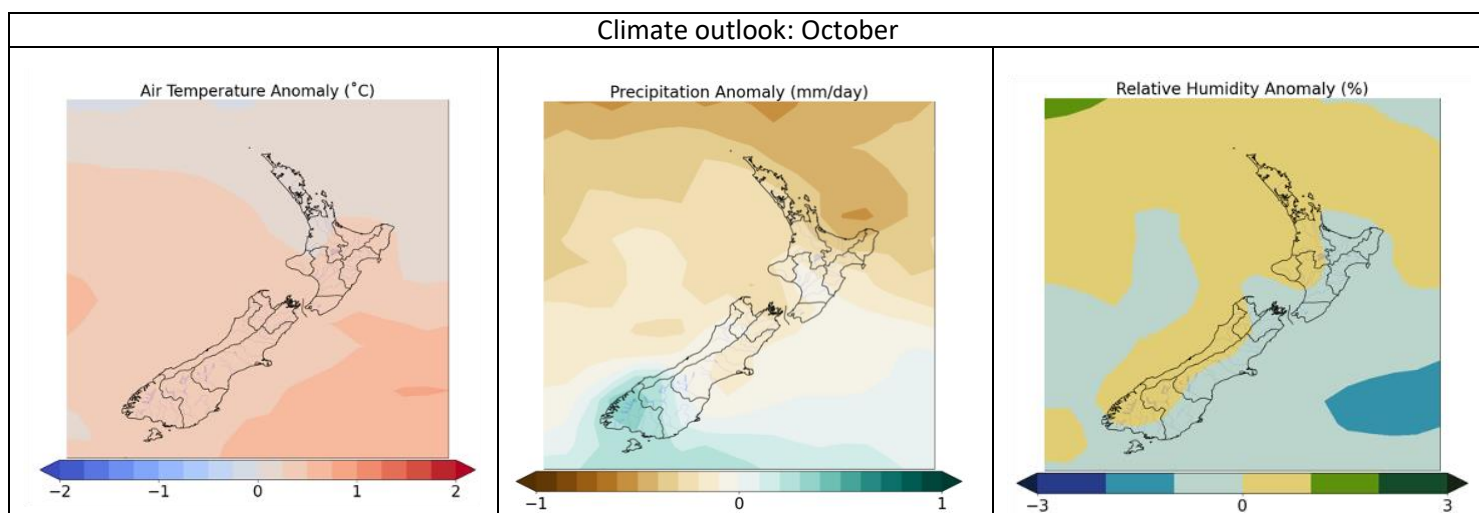 Climate outlook: October
Air Temperature Anomaly (˚C)
−2 −1 0 1 2
Precipitation Anomaly (mm/day)
−1 0 1
Relative Humidity Anomaly (%)
−3 0 3